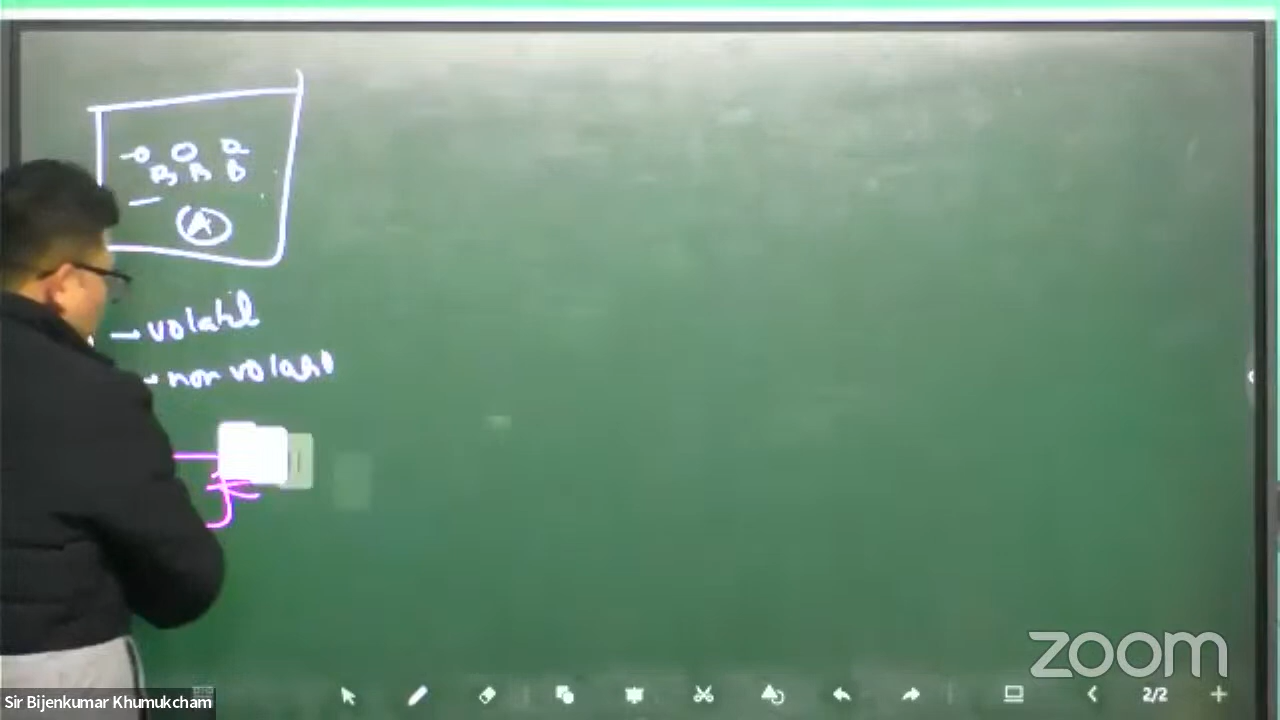 B B B
A
- volatil
- non volatil
Sir Bijenkumar Khumukcham
zoom
2/2